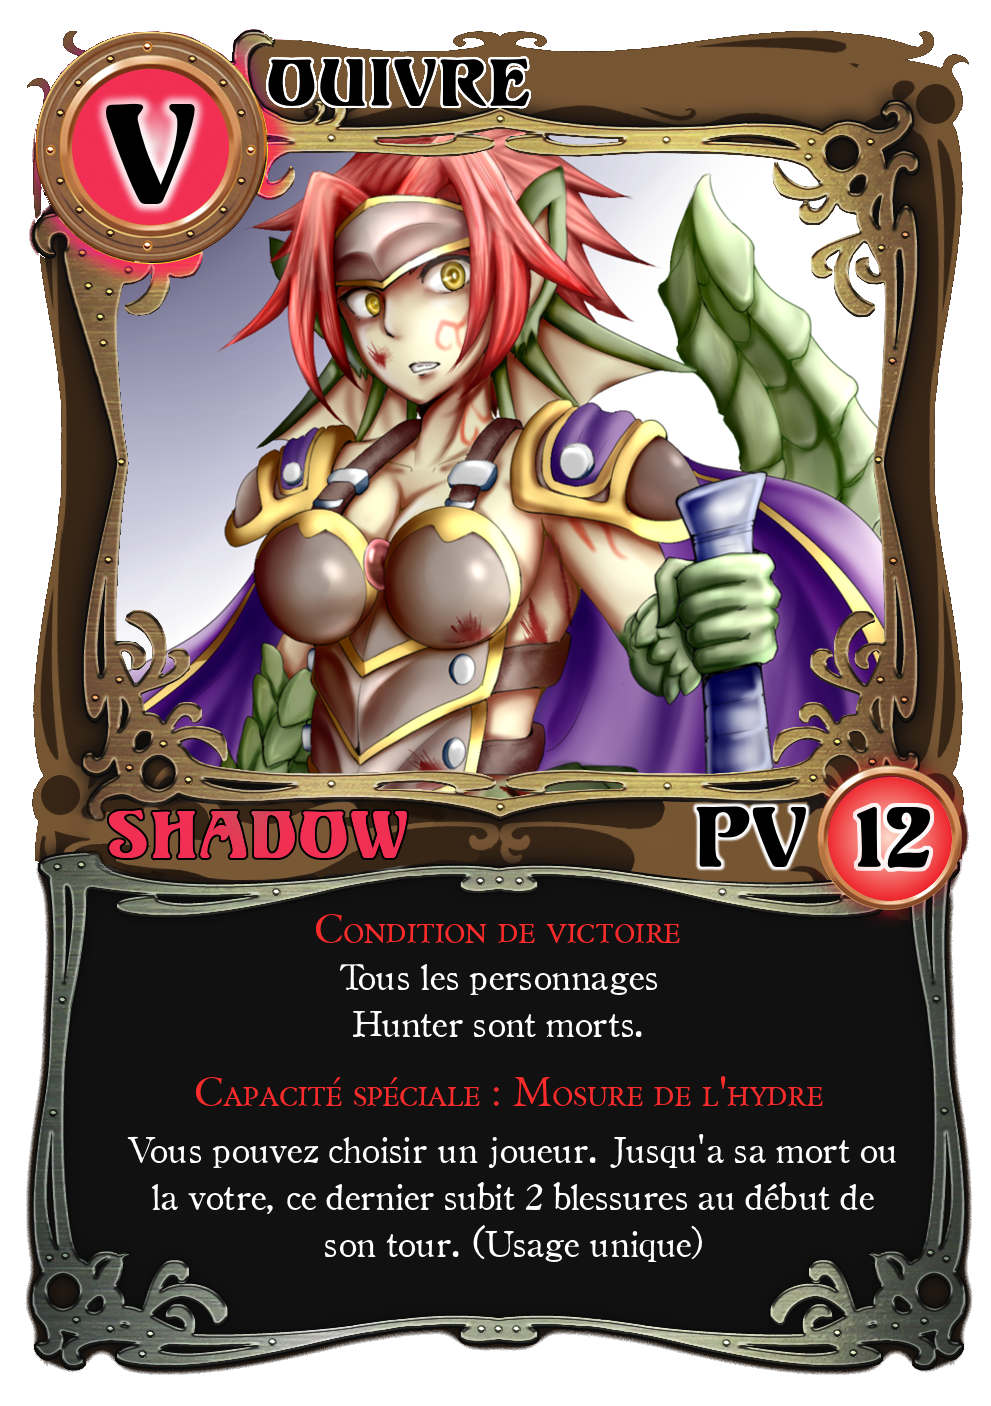 V OUIVRE
SHADOW
PV 12
Condition de victoire
Tous les personnages
Hunter sont morts.
Capacité spéciale : Mosure de l'hydre
Vous pouvez choisir un joueur. Jusqu'a sa mort ou
la votre, ce dernier subit 2 blessures au début de
son tour. (Usage unique)